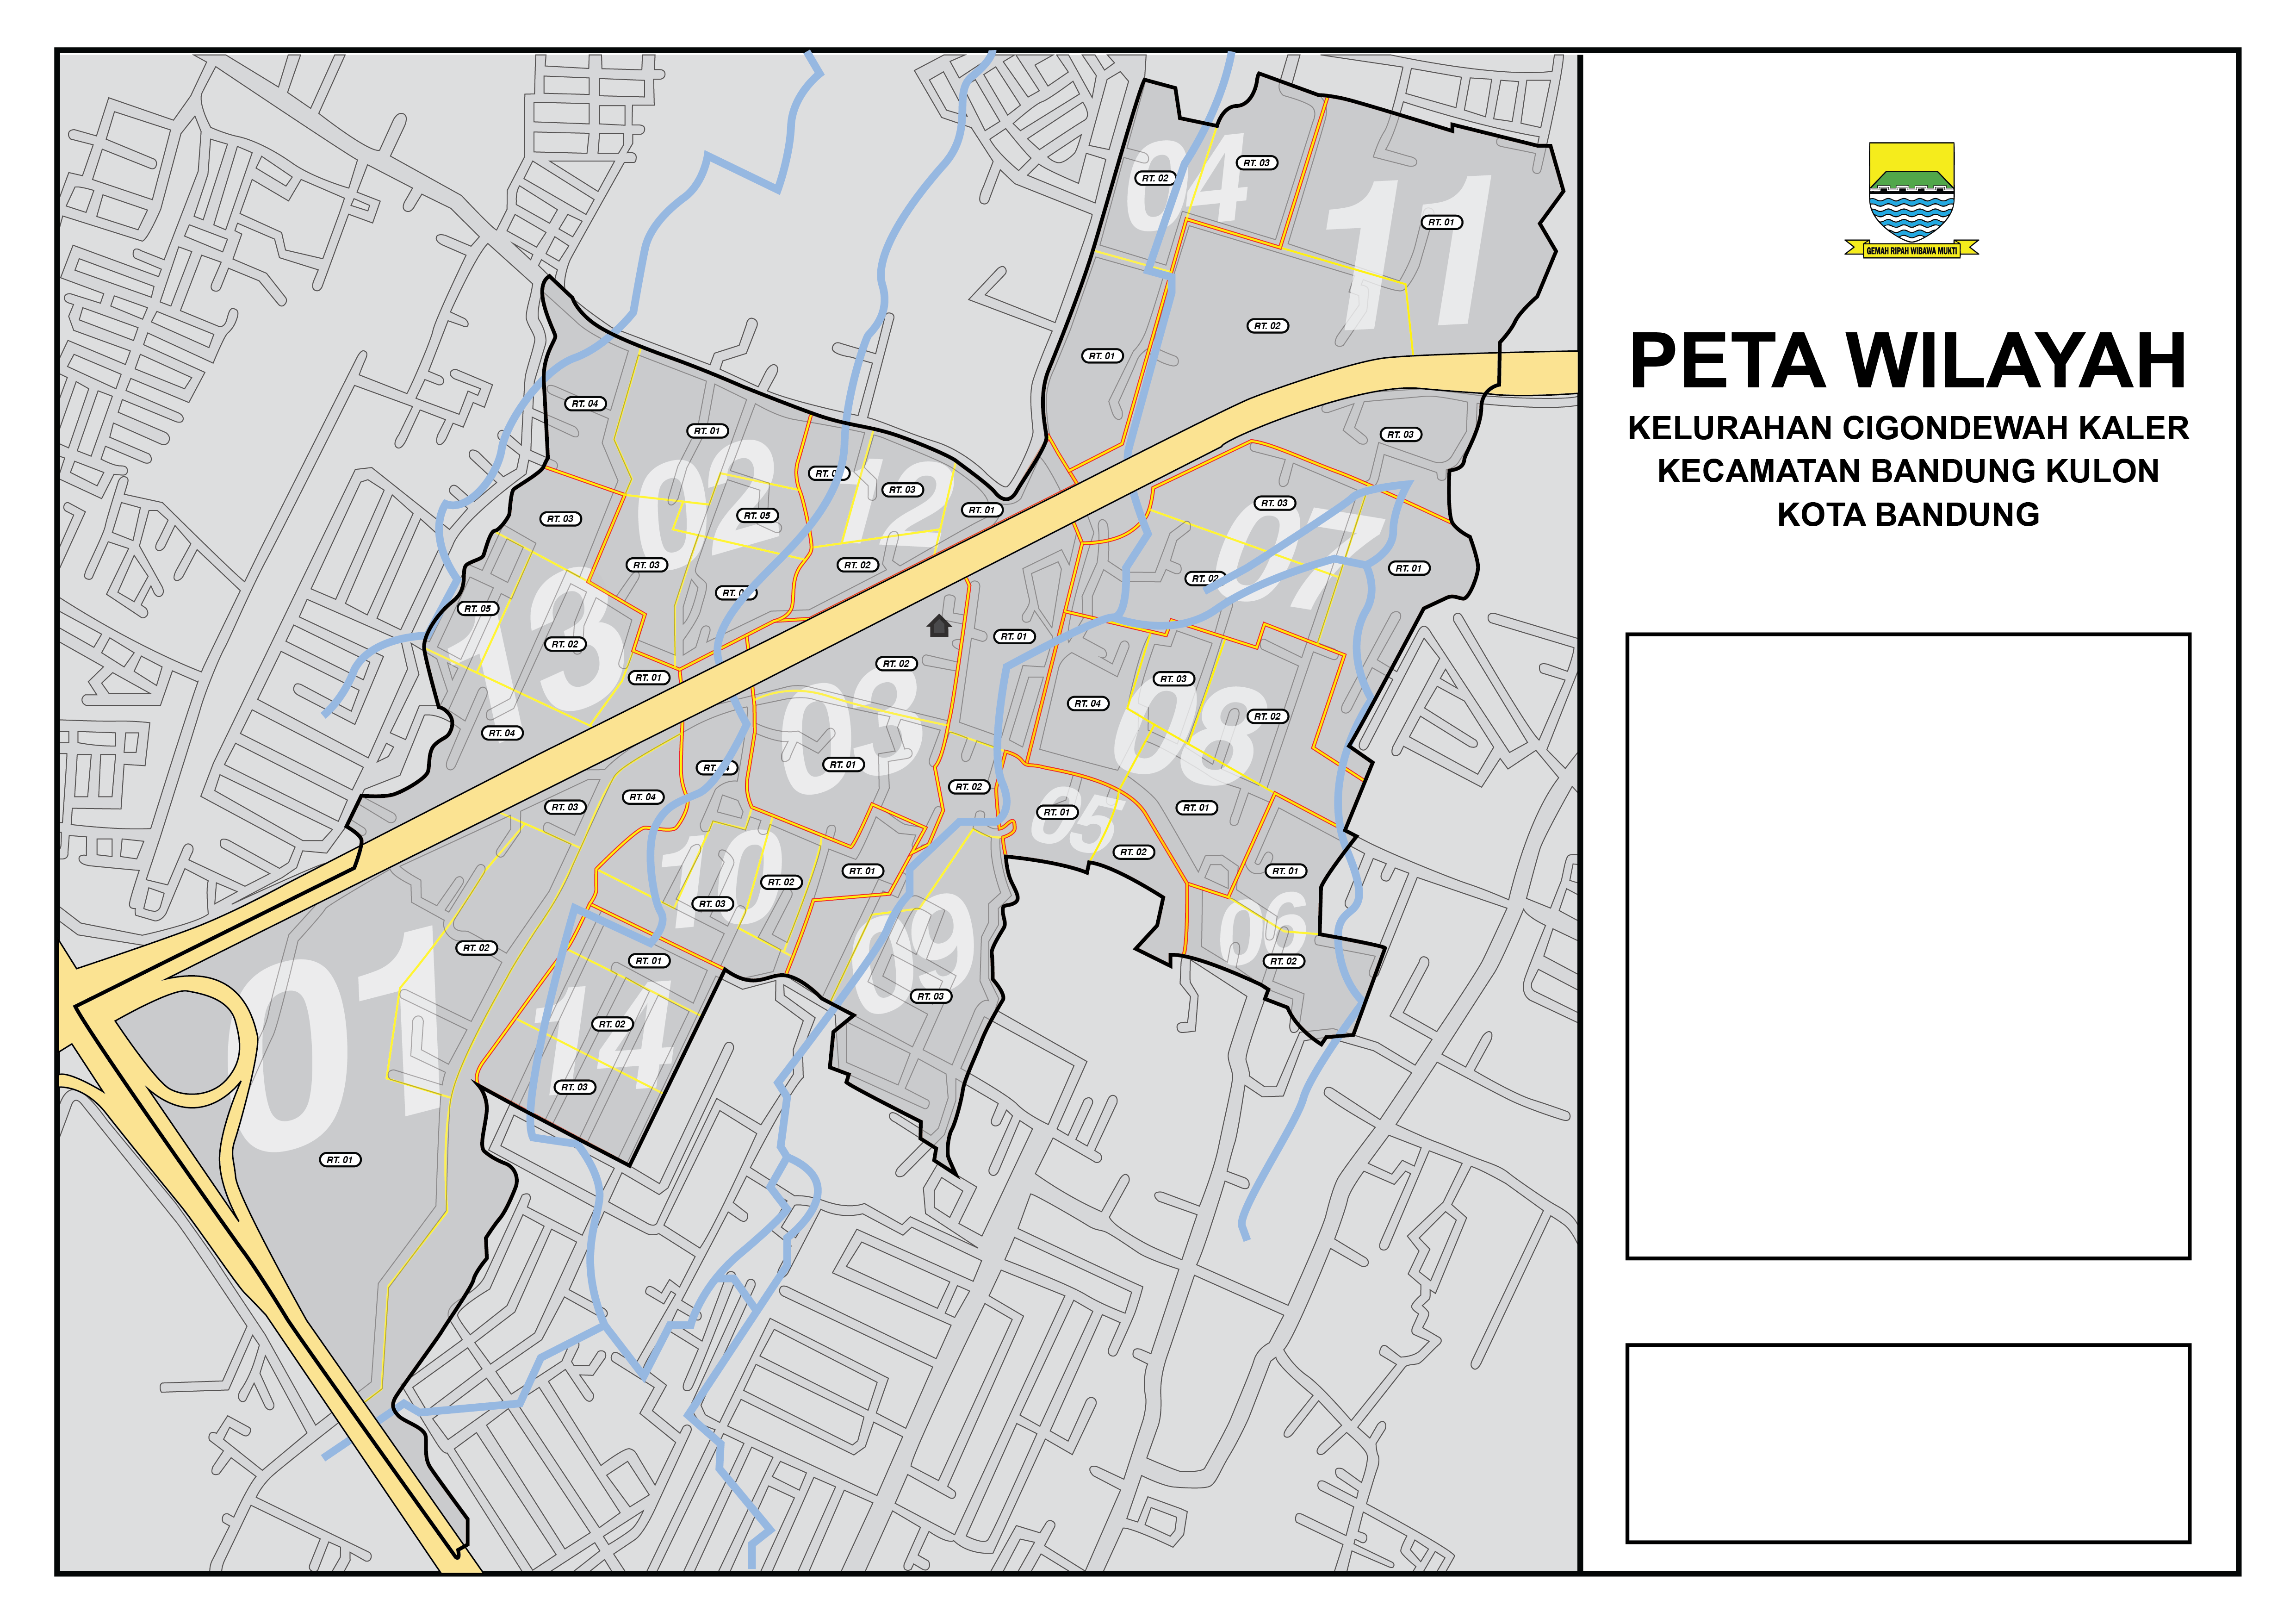 GEMAH RIPAH WIBAWA MUKTI
PETA WILAYAH
KELURAHAN CIGONDEWAH KALER
KECAMATAN BANDUNG KULON
KOTA BANDUNG
04
RT. 03
RT. 02
11
RT. 01
RT. 02
RT. 01
RT. 04
RT. 01
RT. 03
02
12
RT. 03
RT. 03
RT. 01
RT. 05
RT. 03
07
RT. 03
RT. 02
RT. 01
RT. 02
RT. 05
13
RT. 02
RT. 01
RT. 02
RT. 01
RT. 04
03
RT. 03
RT. 04
08
RT. 02
RT. 01
RT. 02
RT. 04
RT. 03
05
RT. 01
RT. 01
RT. 02
10
RT. 01
RT. 02
RT. 03
RT. 01
06
RT. 02
01
RT. 02
09
RT. 03
RT. 01
14
RT. 02
RT. 03
RT. 01